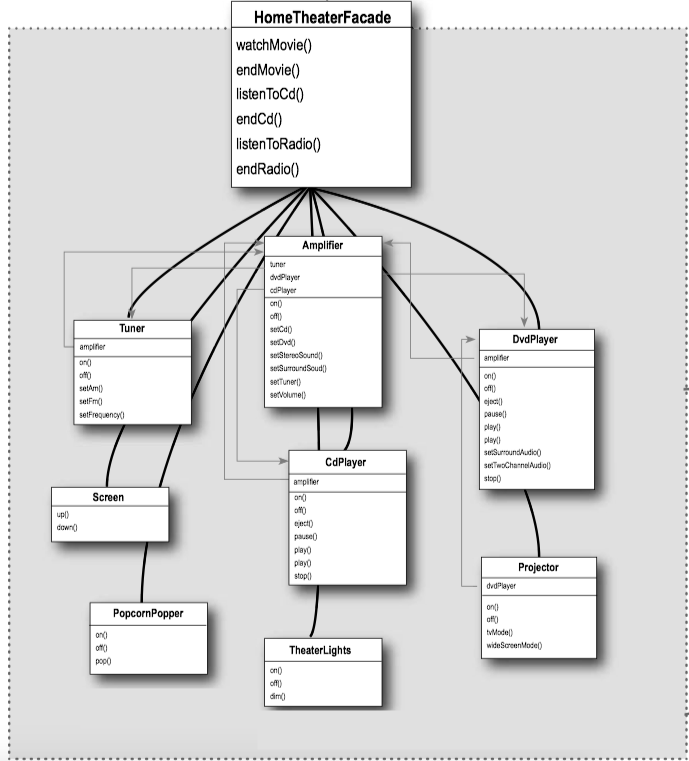 HomeTheaterFacade
watchMovie()
endMovie()
listenToCd()
endCd()
listenToRadio()
endRadio()
Amplifier
tuner
dvdPlayer
cdPlayer
on()
off()
setCd()
setDvd()
setStereoSound()
setSurroundSoud()
setTuner()
setVolume()
Tuner
amplifier
on()
off()
setAm()
setFm()
setFrequency()
DvdPlayer
amplifier
on()
off()
eject()
pause()
play()
play()
setSurroundAudio()
setTwoChannelAudio()
stop()
Screen
up()
down()
CdPlayer
amplifier
on()
off()
eject()
pause()
play()
play()
stop()
Projector
dvdPlayer
on()
off()
tvMode()
wideScreenMode()
PopcornPopper
on()
off()
pop()
TheaterLights
on()
off()
dim()